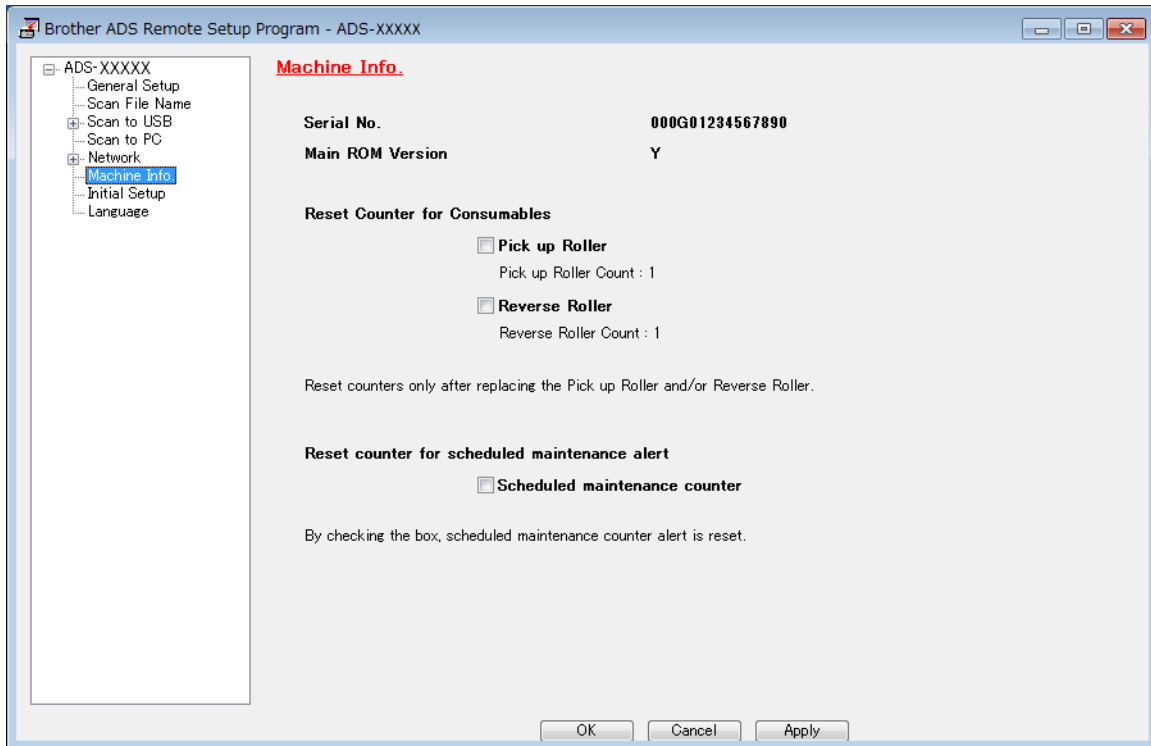 Brother ADS Remote Setup Program - ADS-XXXXX
ADS-XXXXX
General Setup
Scan File Name
Scan to USB
Scan to PC
Network
Machine Info.
Initial Setup
Language
Machine Info.
Serial No. 000G01234567890
Main ROM Version Y
Reset Counter for Consumables
Pick up Roller
Pick up Roller Count : 1
Reverse Roller
Reverse Roller Count : 1
Reset counters only after replacing the Pick up Roller and/or Reverse Roller.
Reset counter for scheduled maintenance alert
Scheduled maintenance counter
By checking the box, scheduled maintenance counter alert is reset.
OK Cancel Apply